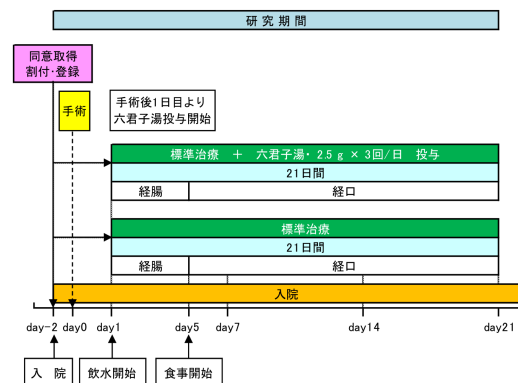 研究期間
同意取得
割付・登録
手術
手術後1日目より
六君子湯投与開始
標準治療 ＋ 六君子湯・2.5ｇ × 3回/日 投与
21日間
経腸 経口
標準治療
21日間
経腸 経口
入院
day-2 day0 day1 day5 day7 day14 day21
入 院 飲水開始 食事開始